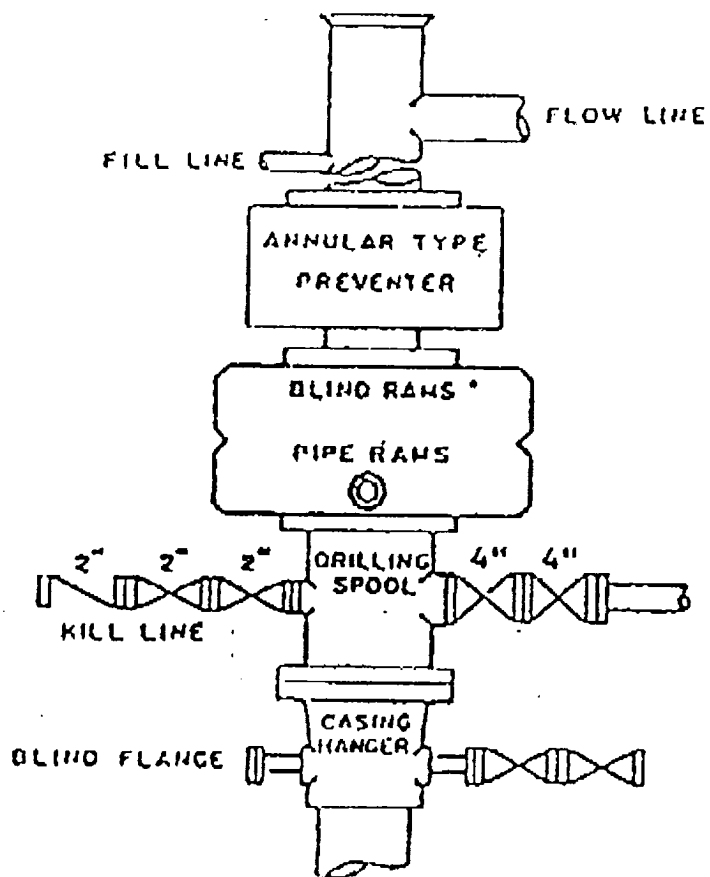 FLOW LINE
FILL LINE
ANNULAR TYPE
PREVENTER
BLIND RAMS *
PIPE RAMS
2" 2" 2"
DRILLING
SPOOL
4" 4"
KILL LINE
CASING
HANGER
BLIND FLANGE